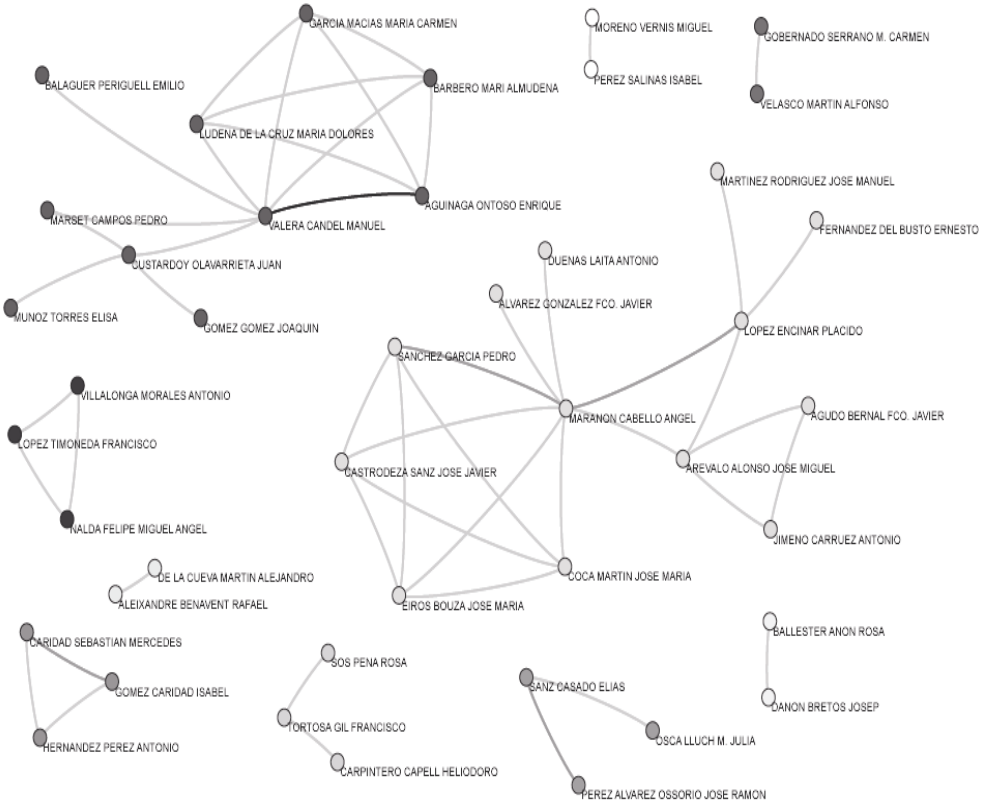 GARCIA MACIAS MARIA CARMEN
MORENO VERNIS MIGUEL
GOBERNADO SERRANO M. CARMEN
PEREZ SALINAS ISABEL
BALAGUER PERIGUELL EMILIO
BARBERO MARI ALMUDENA
VELASCO MARTIN ALFONSO
LUDENA DE LA CRUZ MARIA DOLORES
MARTINEZ RODRIGUEZ JOSE MANUEL
AGUINAGA ONTOSO ENRIQUE
MARSET CAMPOS PEDRO
VALERA CANDEL MANUEL
FERNANDEZ DEL BUSTO ERNESTO
DUENAS LAITA ANTONIO
CUSTARDOY OLAVARRIETA JUAN
ALVAREZ GONZALEZ FCO. JAVIER
MUNOZ TORRES ELISA
GOMEZ GOMEZ JOAQUIN
LOPEZ ENCINAR PLACIDO
SANCHEZ GARCIA PEDRO
VILLALONGA MORALES ANTONIO
MARANON CABELLO ANGEL
AGUDO BERNAL FCO. JAVIER
LOPEZ TIMONEDA FRANCISCO
CASTRODEZA SANZ JOSE JAVIER
AREVALO ALONSO JOSE MIGUEL
NALDA FELIPE MIGUEL ANGEL
JIMENO CARRUEZ ANTONIO
DE LA CUEVA MARTIN ALEJANDRO
COCA MARTIN JOSE MARIA
ALEIXANDRE BENAVENT RAFAEL
EIROS BOUZA JOSE MARIA
BALLESTER ANON ROSA
CARIDAD SEBASTIAN MERCEDES
SOS PENA ROSA
GOMEZ CARIDAD ISABEL
SANZ CASADO ELIAS
DANON BRETOS JOSEP
TORTOSA GIL FRANCISCO
OSCA LLUCH M. JULIA
HERNANDEZ PEREZ ANTONIO
CARPINTERO CAPELL HELIODORO
PEREZ ALVAREZ OSSORIO JOSE RAMON